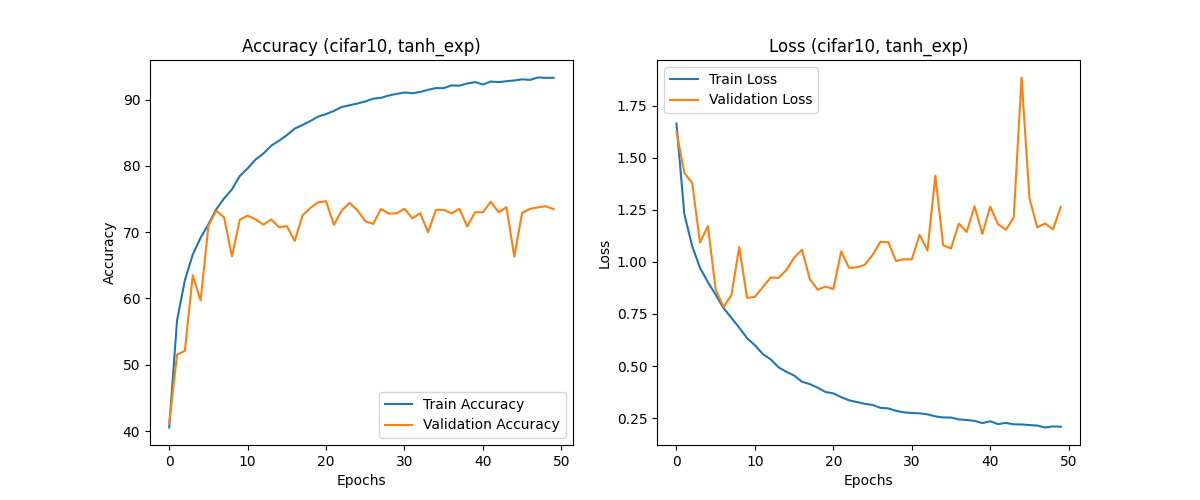 Accuracy (cifar10, tanh_exp)
90
80
70
60
50
40
Accuracy
0 10 20 30 40 50
Epochs
Train Accuracy
Validation Accuracy
Loss (cifar10, tanh_exp)
Train Loss
Validation Loss
1.75
1.50
1.25
1.00
0.75
0.50
0.25
Loss
0 10 20 30 40 50
Epochs